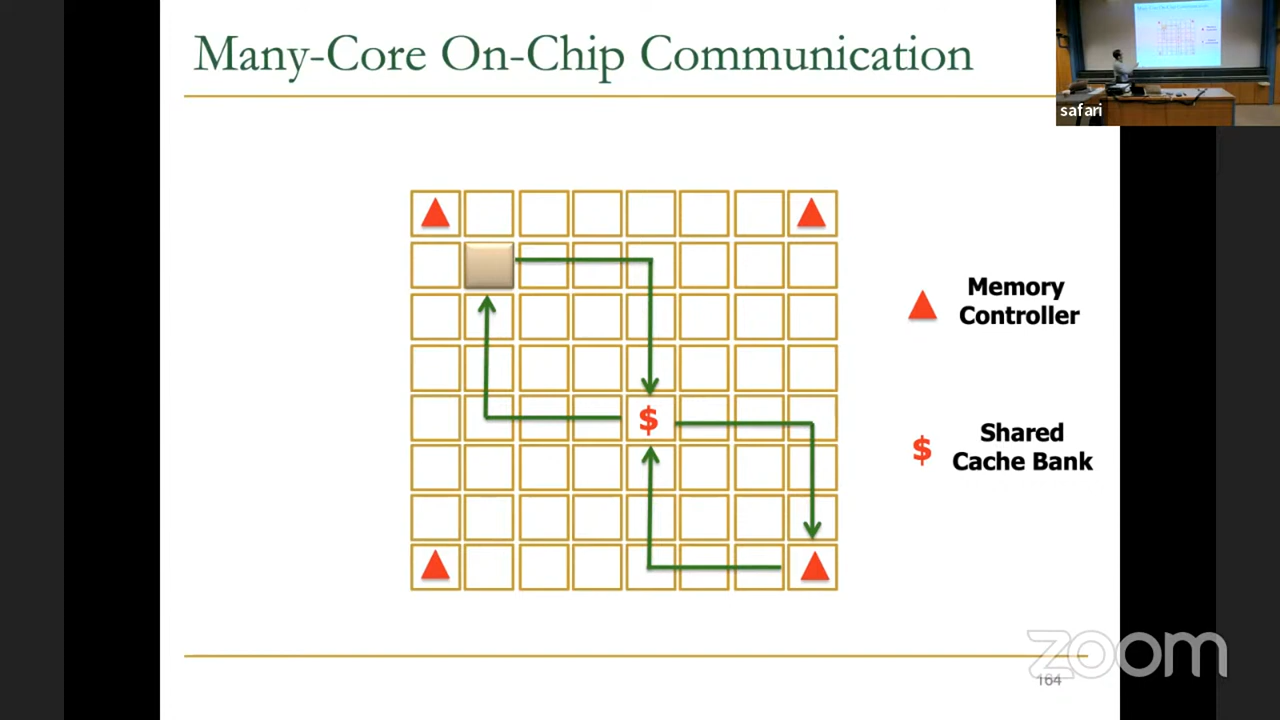 Many-Core On-Chip Communication
safari
Memory
Controller
$
$
Shared
Cache Bank
zoom
164